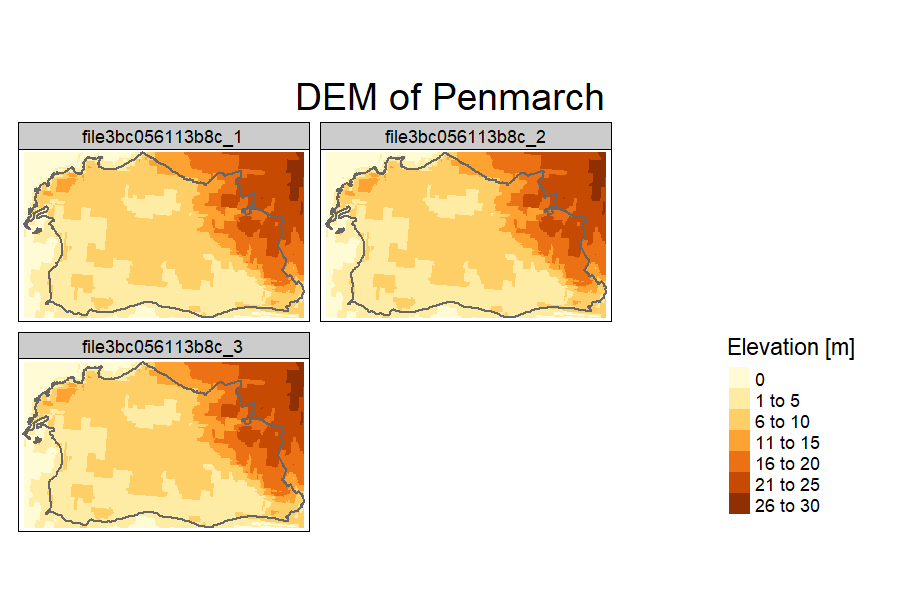 DEM of Penmarch
file3bc056113b8c_1
file3bc056113b8c_2
file3bc056113b8c_3
Elevation [m]
0
1 to 5
6 to 10
11 to 15
16 to 20
21 to 25
26 to 30